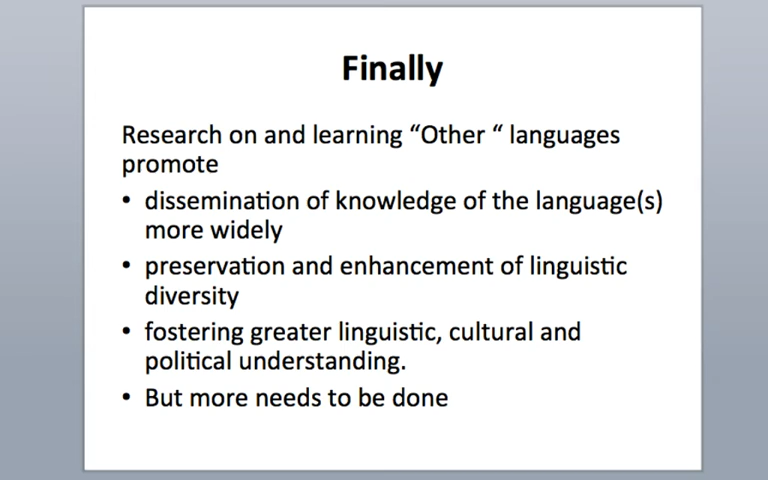 Finally
Research on and learning “Other “ languages
promote
• dissemination of knowledge of the language(s)
more widely
• preservation and enhancement of linguistic
diversity
• fostering greater linguistic, cultural and
political understanding.
• But more needs to be done